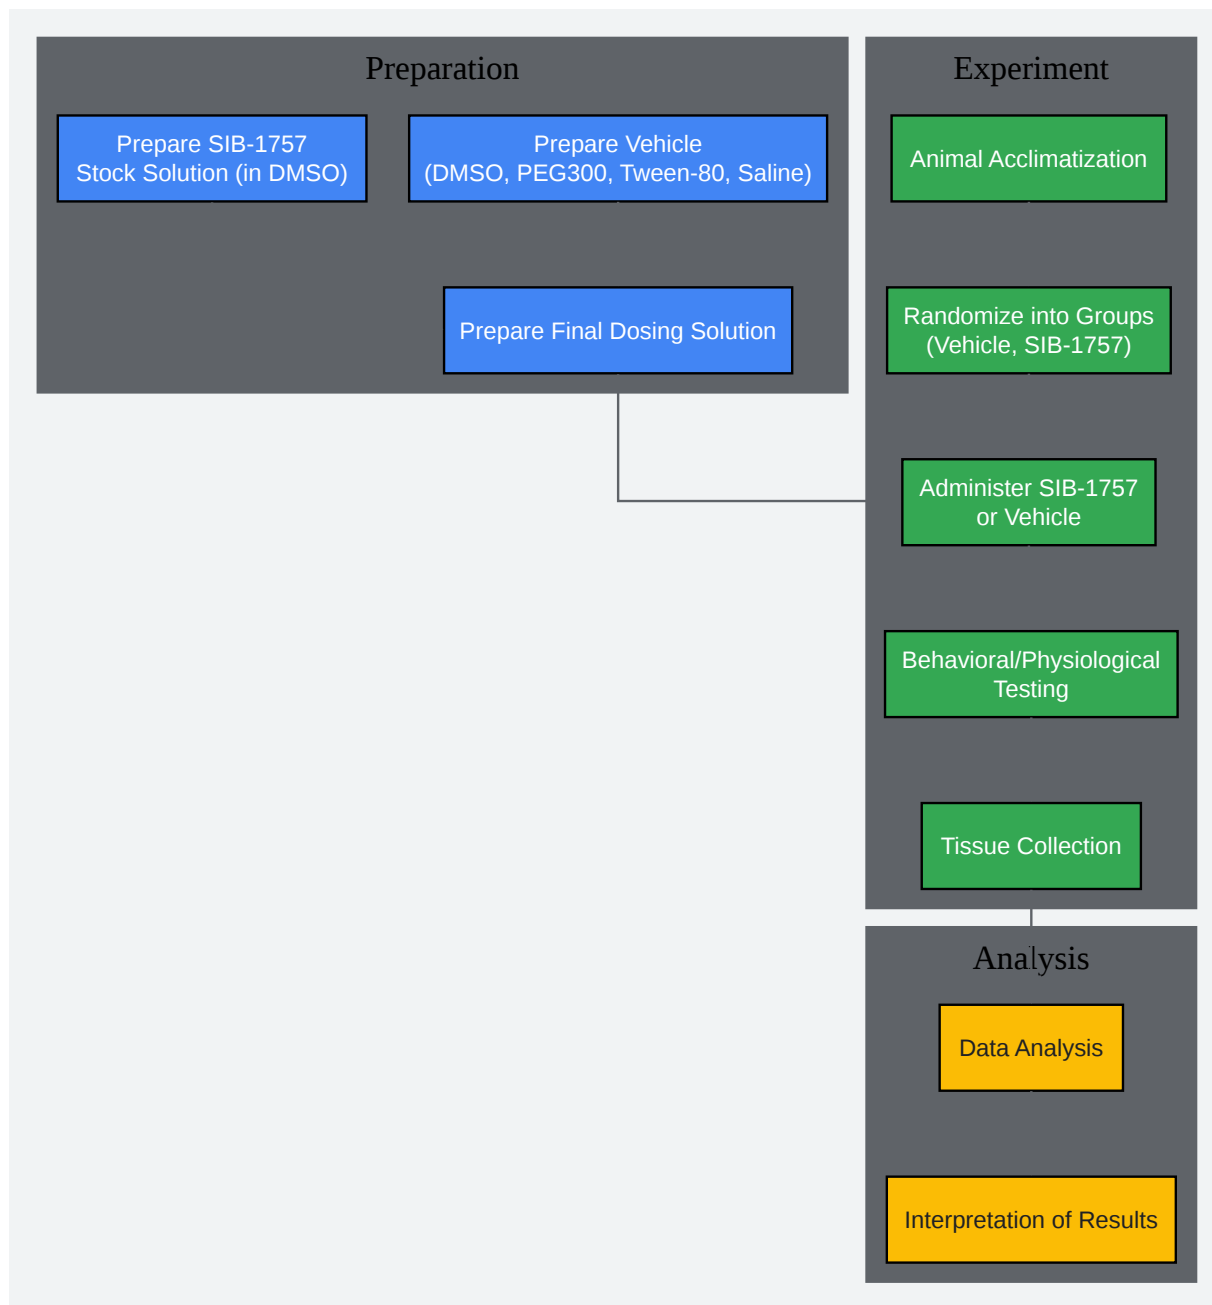 Preparation
Prepare SIB-1757
Stock Solution (in DMSO)
Prepare Vehicle
(DMSO, PEG300, Tween-80, Saline)
Prepare Final Dosing Solution
Experiment
Animal Acclimatization
Randomize into Groups
(Vehicle, SIB-1757)
Administer SIB-1757
or Vehicle
Behavioral/Physiological
Testing
Tissue Collection
Analysis
Data Analysis
Interpretation of Results